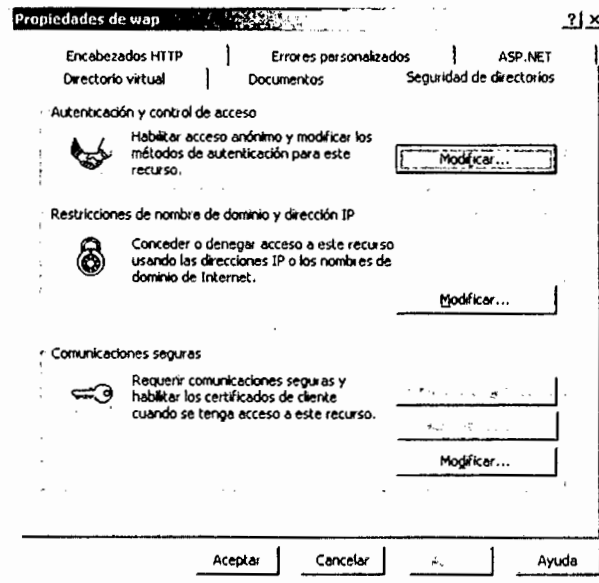 Propiedades de wap ? x
Encabezados HTTP Errores personalizados ASP.NET
Directorio virtual Documentos Seguridad de directorios
Autenticación y control de acceso
Habilitar acceso anónimo y modificar los
métodos de autenticación para este
recurso.
Modificar...
Restricciones de nombre de dominio y dirección IP
Conceder o denegar acceso a este recurso
usando las direcciones IP o los nombres de
dominio de Internet.
Modificar...
Comunicaciones seguras
Requerir comunicaciones seguras y
habilitar los certificados de cliente
cuando se tenga acceso a este recurso.
Modificar...
Aceptar Cancelar Ayuda